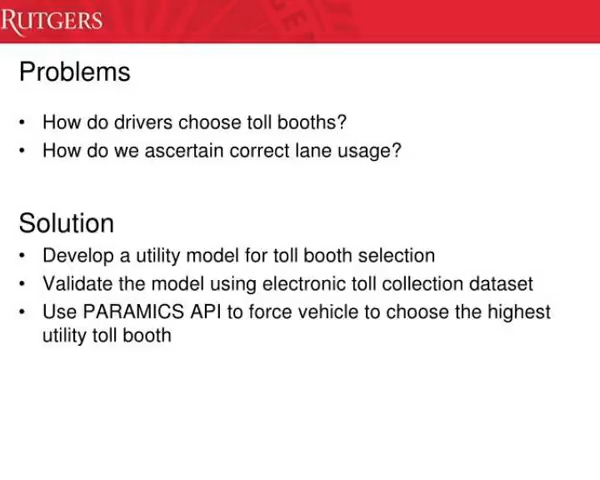 RUTGERS
Problems
• How do drivers choose toll booths?
• How do we ascertain correct lane usage?
Solution
• Develop a utility model for toll booth selection
• Validate the model using electronic toll collection dataset
• Use PARAMICS API to force vehicle to choose the highest
utility toll booth